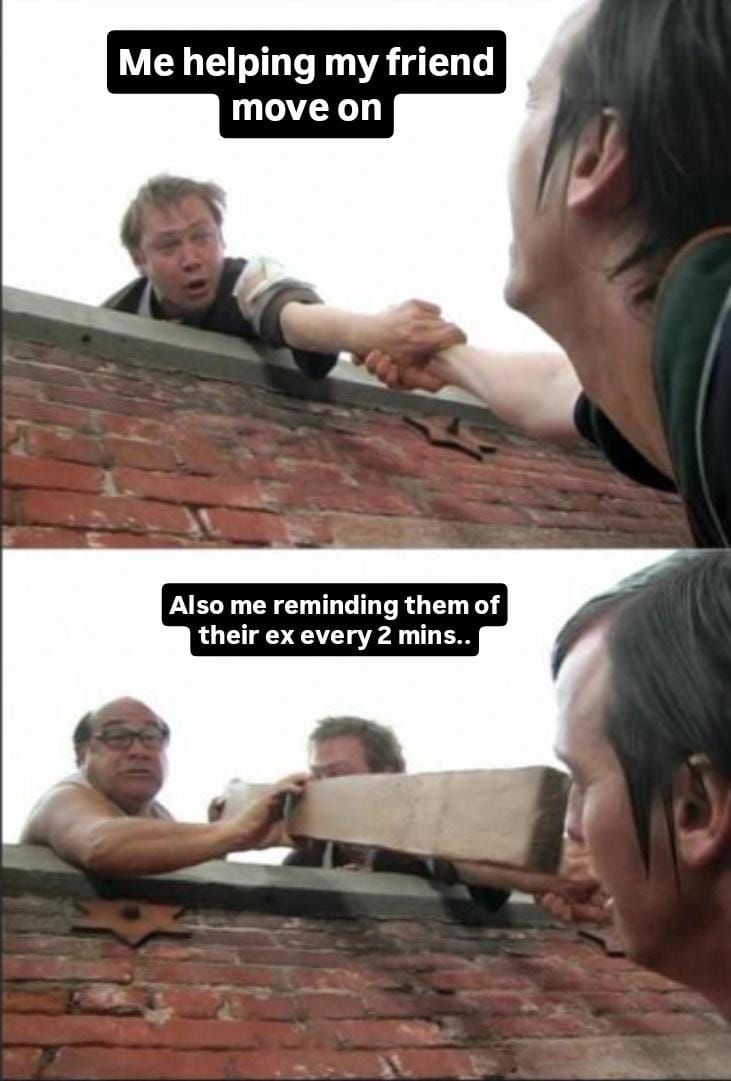 Me helping my friend
move on
Also me reminding them of
their ex every 2 mins..